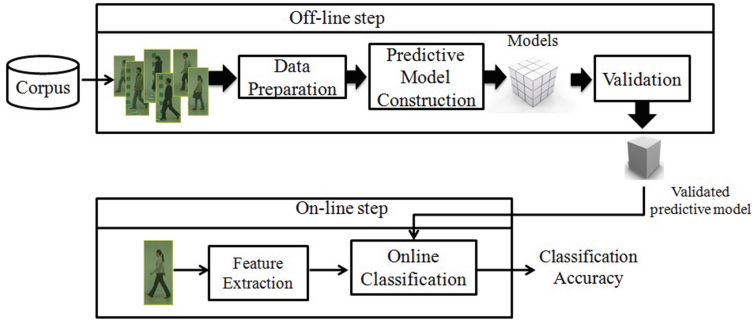 Off-line step
Corpus
Data
Preparation
Predictive
Model
Construction
Models
Validation
Validated
predictive model
On-line step
Feature
Extraction
Online
Classification
Classification
Accuracy